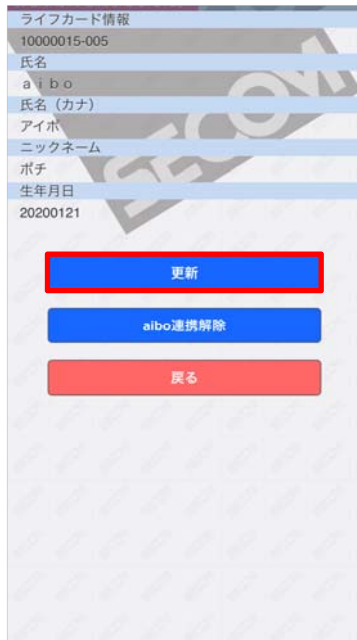 ライフカード情報
10000015-005
氏名
ａｉｂｏ
氏名（カナ）
アイボ
ニックネーム
ポチ
生年月日
20200121
SECOM
更新
aibo連携解除
戻る